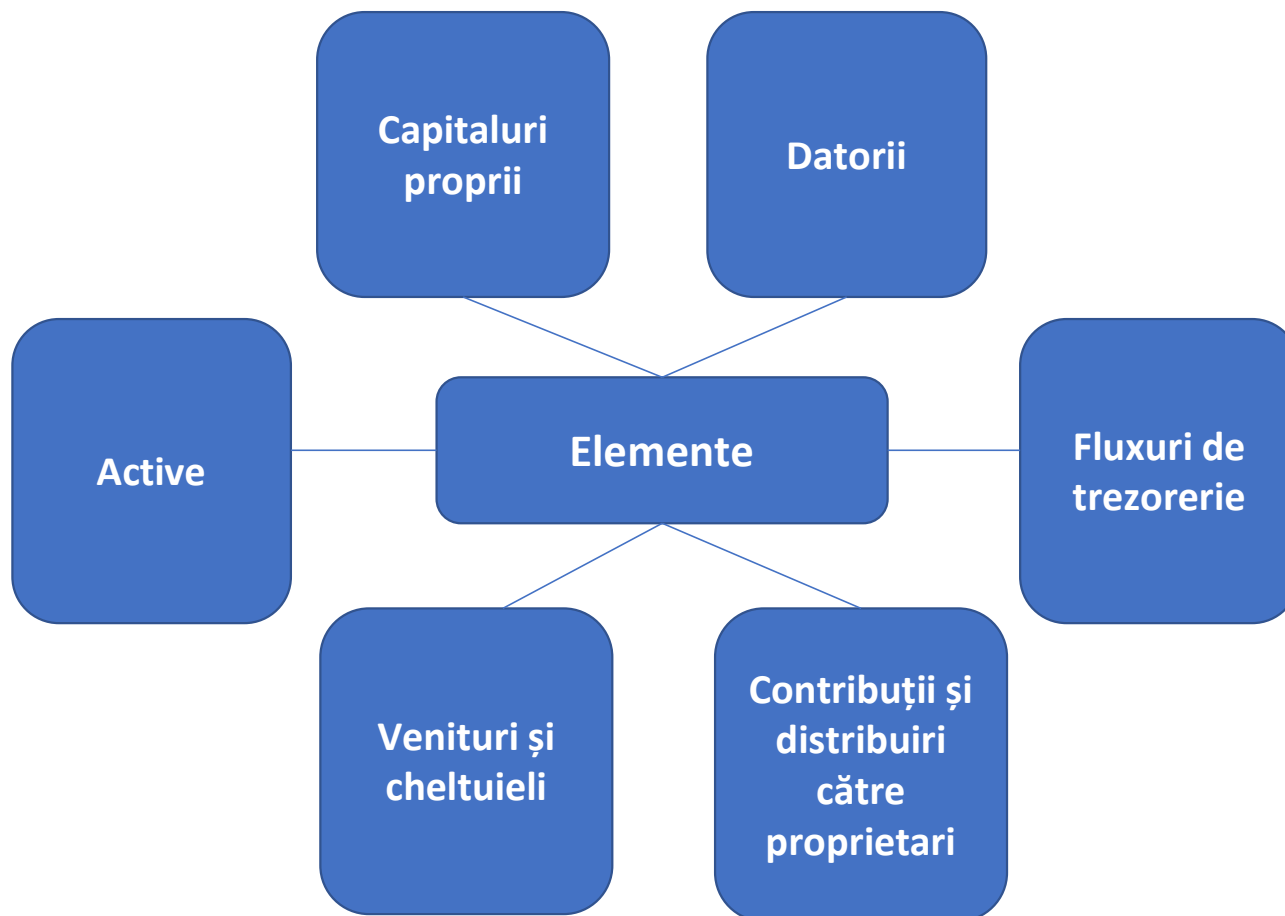 Capitaluri
proprii
Datorii
Active
Elemente
Fluxuri de
trezorerie
Venituri și
cheltuieli
Contribuții și
distribuiri
către
proprietari